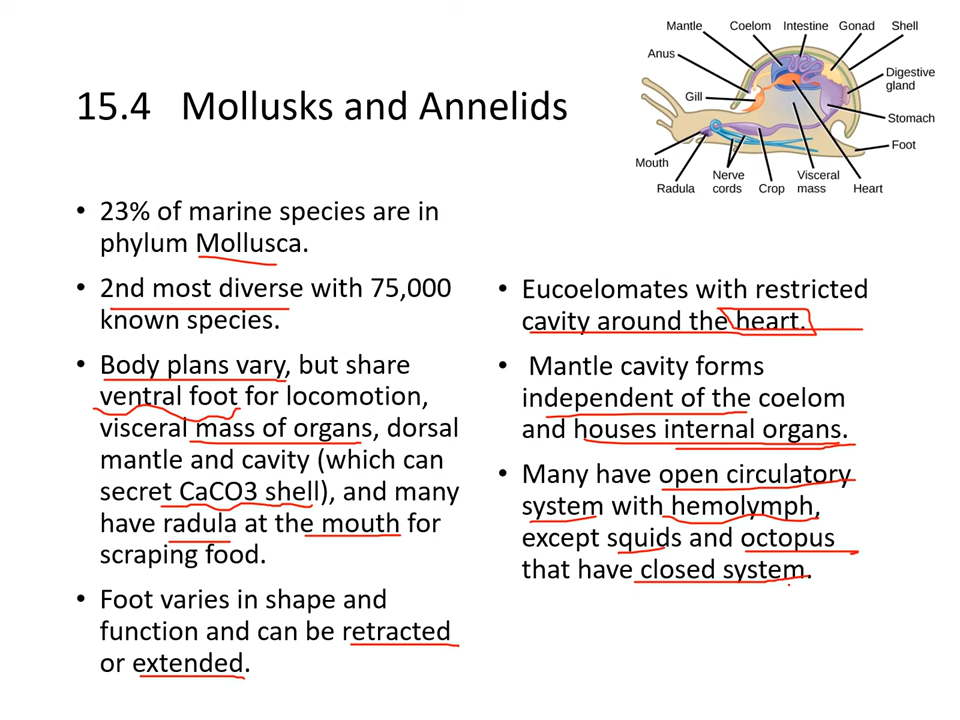 15.4 Mollusks and Annelids
Mantle
Coelom
Intestine
Gonad
Shell
Anus
Digestive
gland
Gill
Stomach
Foot
Mouth
Radula
Nerve
cords
Crop
Visceral
mass
Heart
• 23% of marine species are in
phylum Mollusca.
• 2nd most diverse with 75,000
known species.
• Body plans vary, but share
ventral foot for locomotion,
visceral mass of organs, dorsal
mantle and cavity (which can
secret CaCO3 shell), and many
have radula at the mouth for
scraping food.
• Foot varies in shape and
function and can be retracted
or extended.
• Eucoelomates with restricted
cavity around the heart.
• Mantle cavity forms
independent of the coelom
and houses internal organs.
• Many have open circulatory
system with hemolymph,
except squids and octopus
that have closed system.